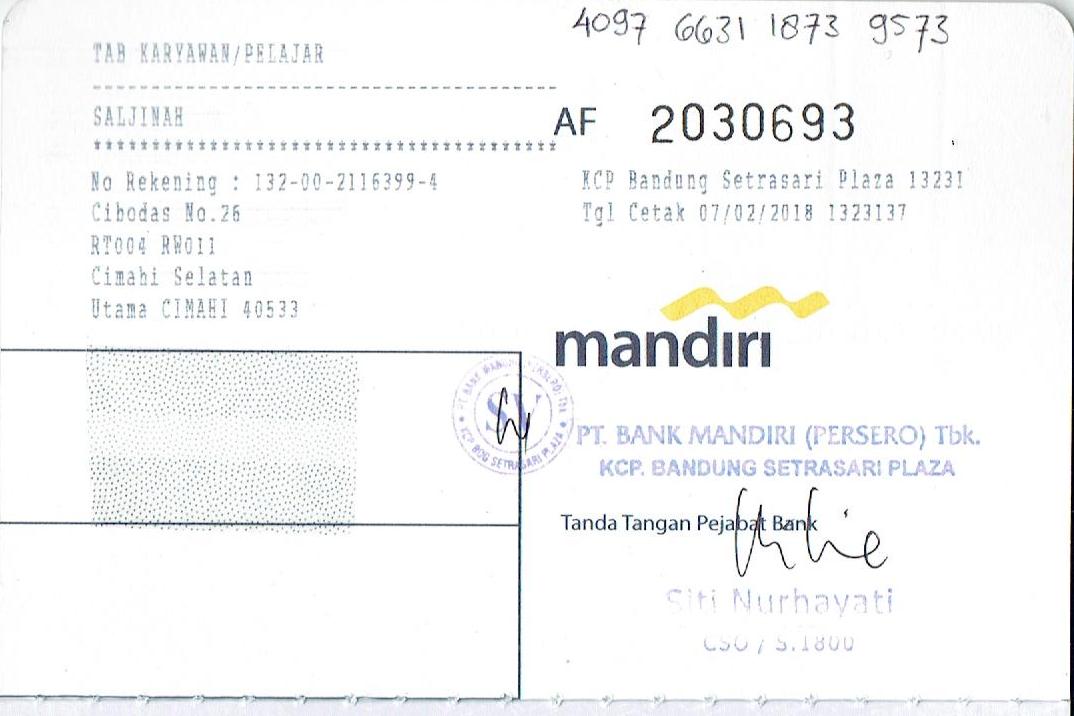 4097 6631 1873 9573
TAB KARYAWAN/PELAJAR
SALJINAH
AF 2030693
No Rekening : 132-00-2116399-4
Cibodas No.26
RT004 RW011
Cimahi Selatan
Utama CIMAHI 40533
KCP Bandung Setrasari Plaza 13231
Tgl Cetak 07/02/2018 1323137
mandiri
PT. BANK MANDIRI (PERSERO) Tbk
KCP BDG SETRASARI PLAZA
SV
PT. BANK MANDIRI (PERSERO) Tbk.
KCP. BANDUNG SETRASARI PLAZA
Tanda Tangan Pejabat Bank
Siti Nurhayati
CSO / S.1800